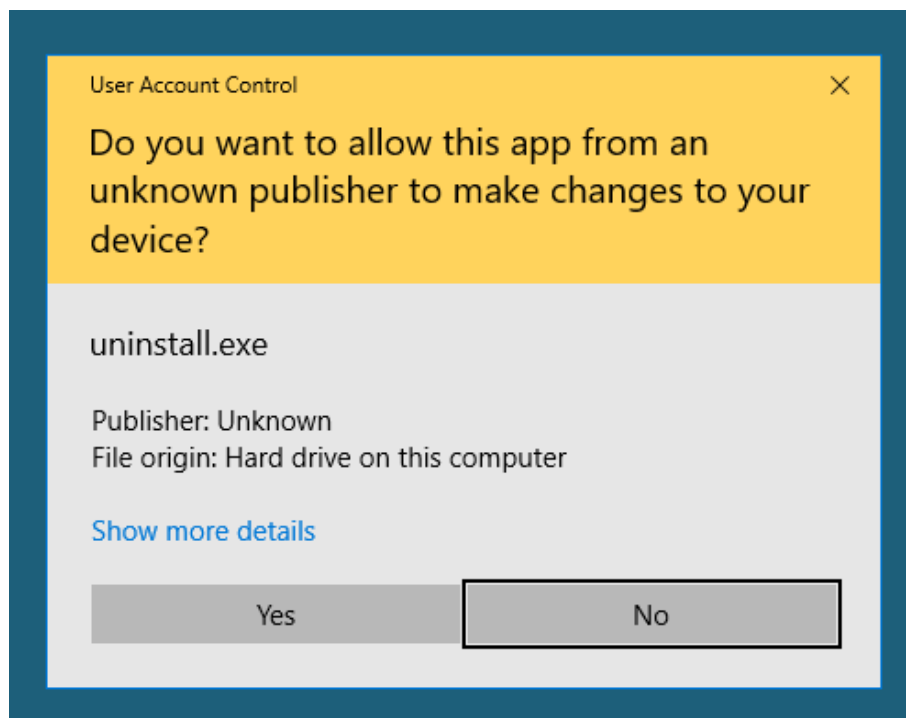 User Account Control
Do you want to allow this app from an
unknown publisher to make changes to your
device?
uninstall.exe
Publisher: Unknown
File origin: Hard drive on this computer
Show more details
Yes
No